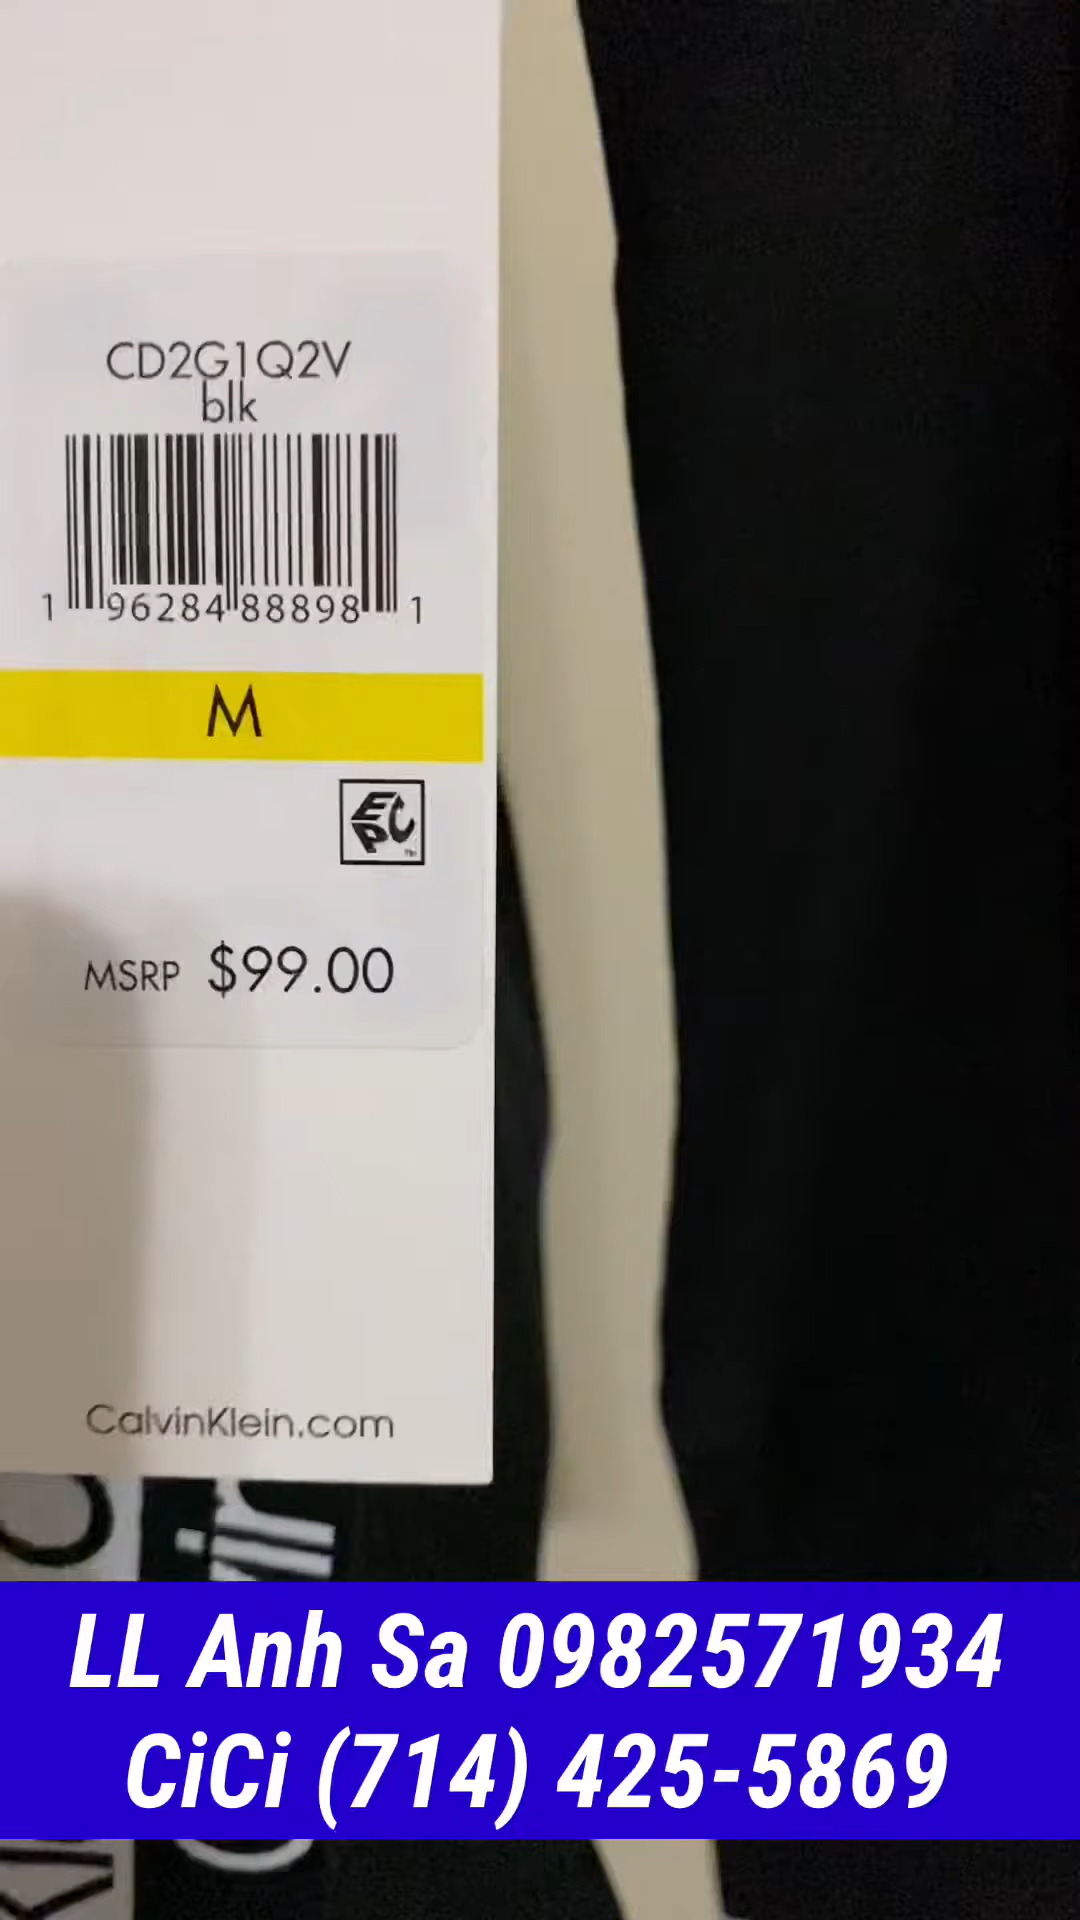 CD2G1Q2V
blk
1 96284 88898 1
M
EPC
MSRP $99.00
CalvinKlein.com
LL Anh Sa 0982571934
CiCi (714) 425-5869